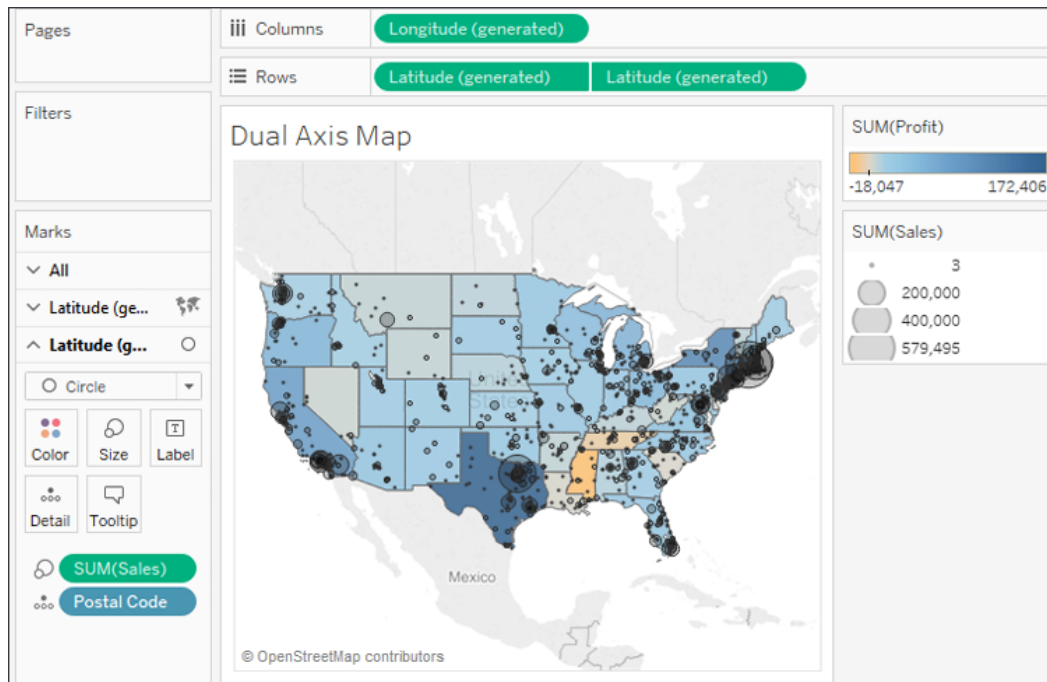 Pages
Columns
Longitude (generated)
Rows
Latitude (generated)
Latitude (generated)
Filters
Marks
All
Latitude (ge...
Latitude (g...
Circle
Color
Size
Label
Detail
Tooltip
SUM(Sales)
Postal Code
Dual Axis Map
United
States
Mexico
© OpenStreetMap contributors
SUM(Profit)
-18,047
172,406
SUM(Sales)
3
200,000
400,000
579,495